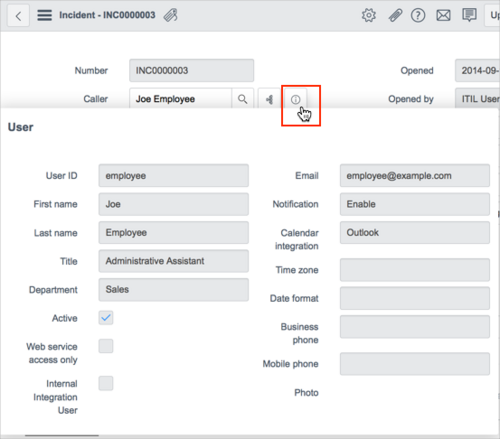 Incident - INC0000003
Up
Number
INC0000003
Opened
2014-09-
Caller
Joe Employee
Opened by
ITIL User
User
User ID
employee
Email
employee@example.com
First name
Joe
Notification
Enable
Last name
Employee
Calendar
integration
Outlook
Title
Administrative Assistant
Time zone
Department
Sales
Date format
Active
Business
phone
Web service
access only
Mobile phone
Internal
Integration
User
Photo